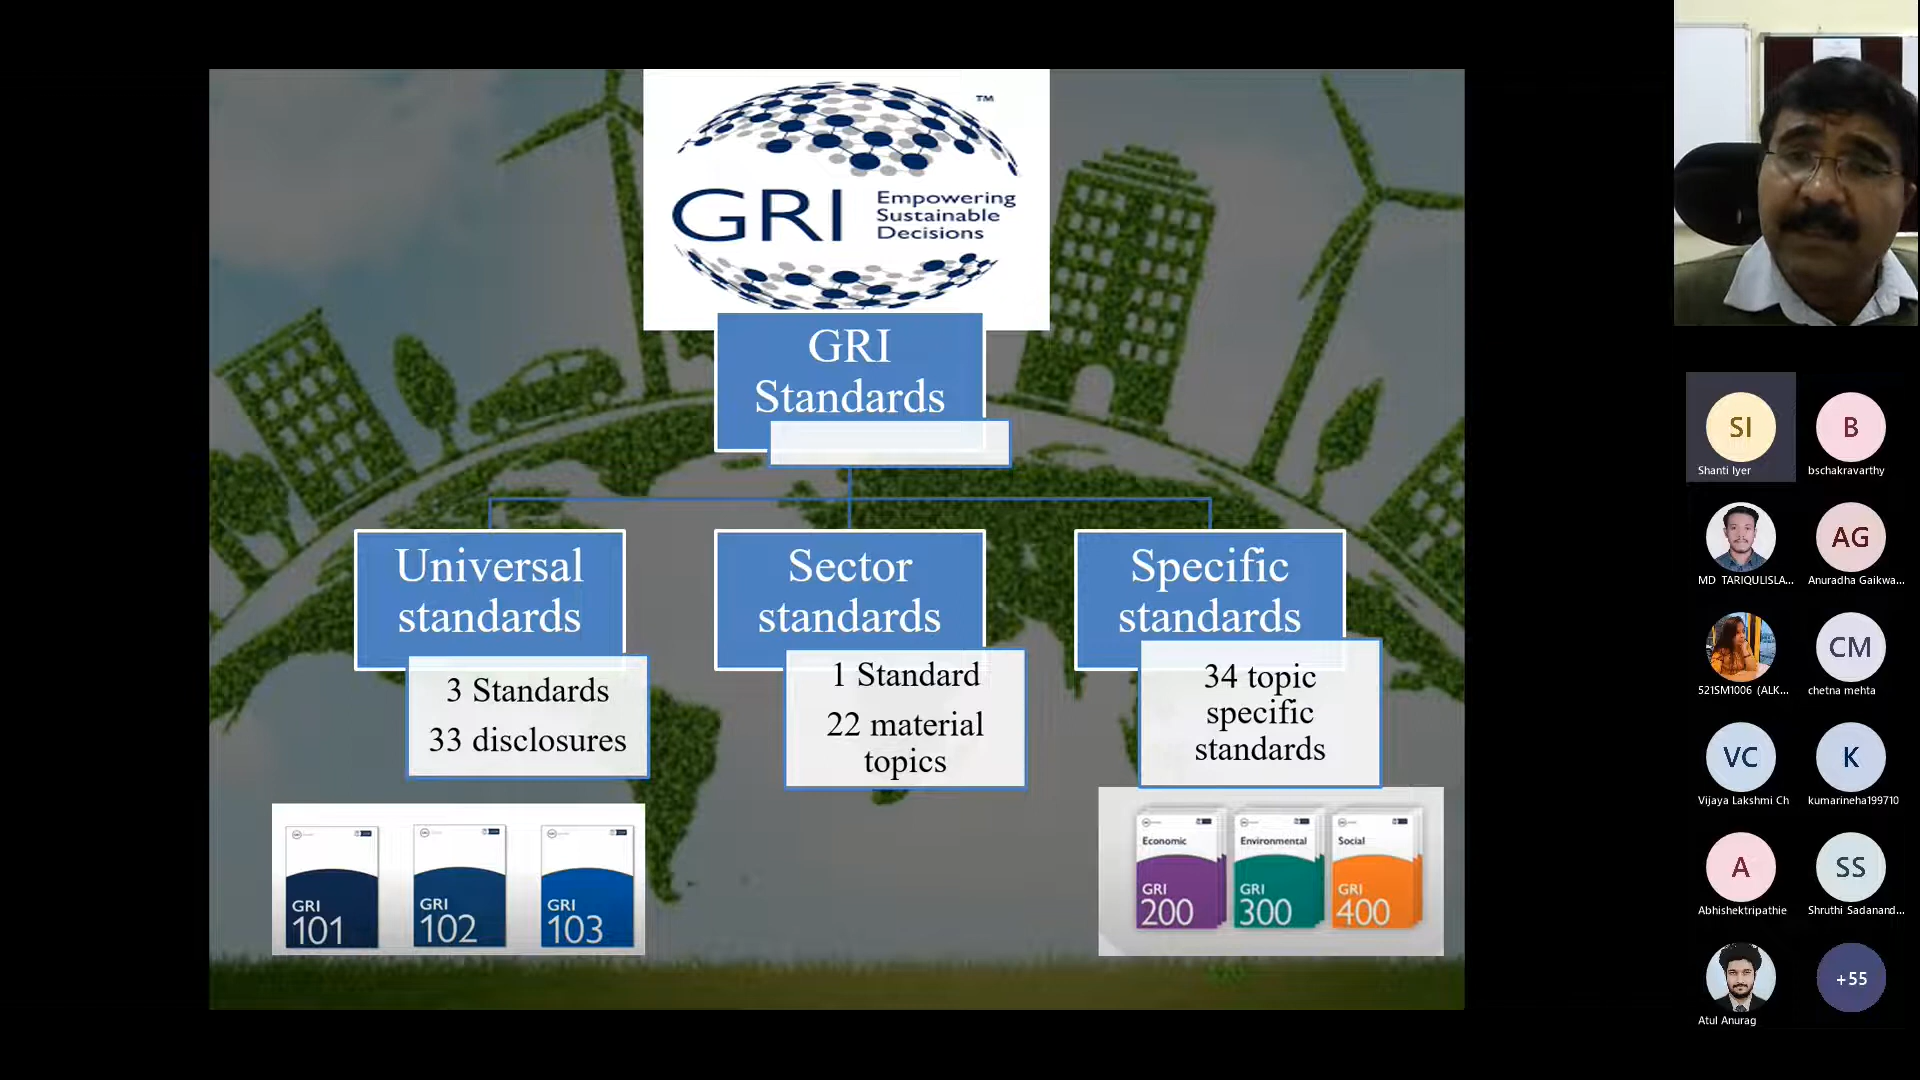 ™
GRI
Empowering
Sustainable
Decisions
GRI
Standards
Universal
standards
3 Standards
33 disclosures
Sector
standards
1 Standard
22 material
topics
Specific
standards
34 topic
specific
standards
GRI
101
GRI
102
GRI
103
Economic
GRI
200
Environmental
GRI
300
Social
GRI
400
SI
Shanti Iyer
B
bschakravarthy
MD TARIQULISLA...
AG
Anuradha Gaikwa...
521SM1006 (ALK...
CM
chetna mehta
VC
Vijaya Lakshmi Ch
K
kumarineha199710
A
Abhishektripathie
SS
Shruthi Sadanand...
Atul Anurag
+55